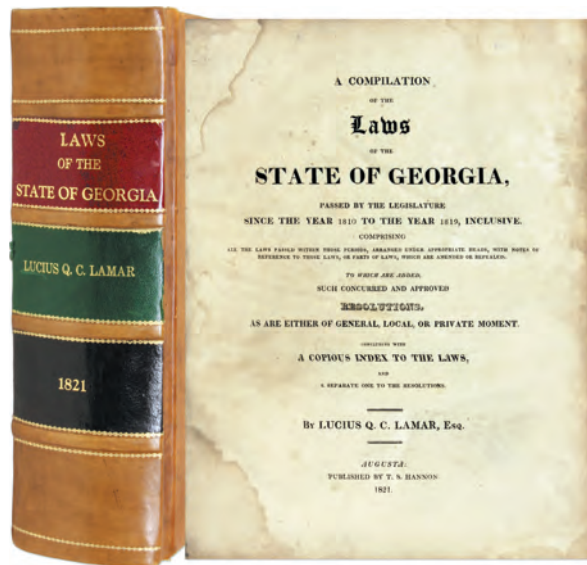 LAWS
OF THE
STATE OF GEORGIA
LUCIUS Q. C. LAMAR
1821
A COMPILATION
OF THE
Laws
OF THE
STATE OF GEORGIA,
PASSED BY THE LEGISLATURE
SINCE THE YEAR 1810 TO THE YEAR 1819, INCLUSIVE.
COMPRISING
ALL THE LAWS PASSED WITHIN THOSE PERIODS, ARRANGED UNDER APPROPRIATE HEADS, WITH NOTES OF
REFERENCE TO THOSE LAWS, OR PARTS OF LAWS, WHICH ARE AMENDED OR REPEALED.
TO WHICH ARE ADDED,
SUCH CONCURRED AND APPROVED
RESOLUTIONS,
AS ARE EITHER OF GENERAL, LOCAL, OR PRIVATE MOMENT.
CONCLUDING WITH
A COPIOUS INDEX TO THE LAWS,
AND
A SEPARATE ONE TO THE RESOLUTIONS.
BY LUCIUS Q. C. LAMAR, ESQ.
AUGUSTA:
PUBLISHED BY T. S. HANNON
1821.